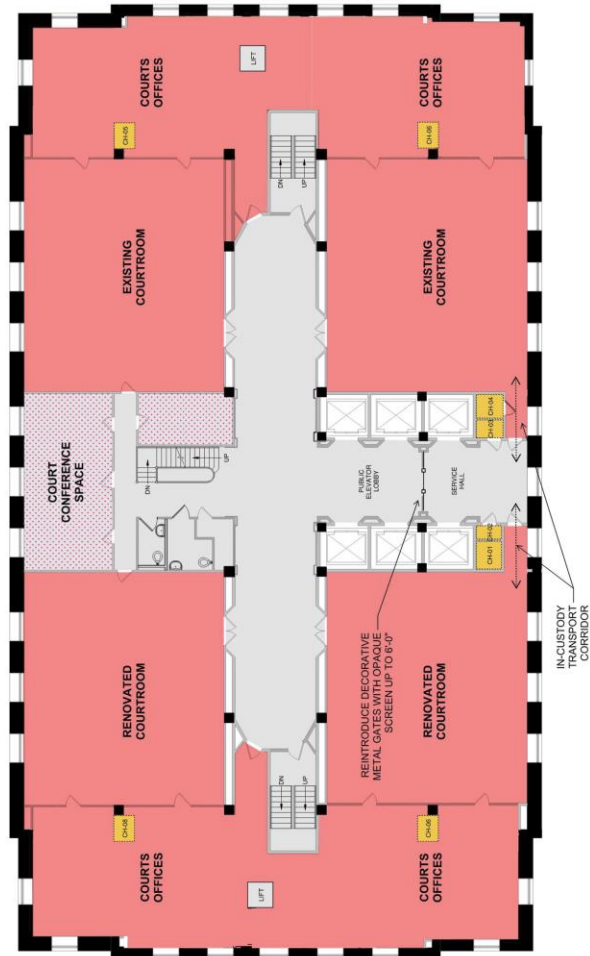 COURTS
OFFICES
RENOVATED
COURTROOM
COURT
CONFERENCE
SPACE
EXISTING
COURTROOM
COURTS
OFFICES
CH-08
CH-05
DN
UP
LIFT
DN
UP
DN
UP
LIFT
PUBLIC
ELEVATOR
LOBBY
REINTRODUCE DECORATIVE
METAL GATES WITH OPAQUE
SCREEN UP TO 6'-0"
COURTS
OFFICES
CH-06
RENOVATED
COURTROOM
SERVICE
HALL
EXISTING
COURTROOM
CH-06
COURTS
OFFICES
CH-01
CH-02
CH-03
CH-04
IN-CUSTODY
TRANSPORT
CORRIDOR